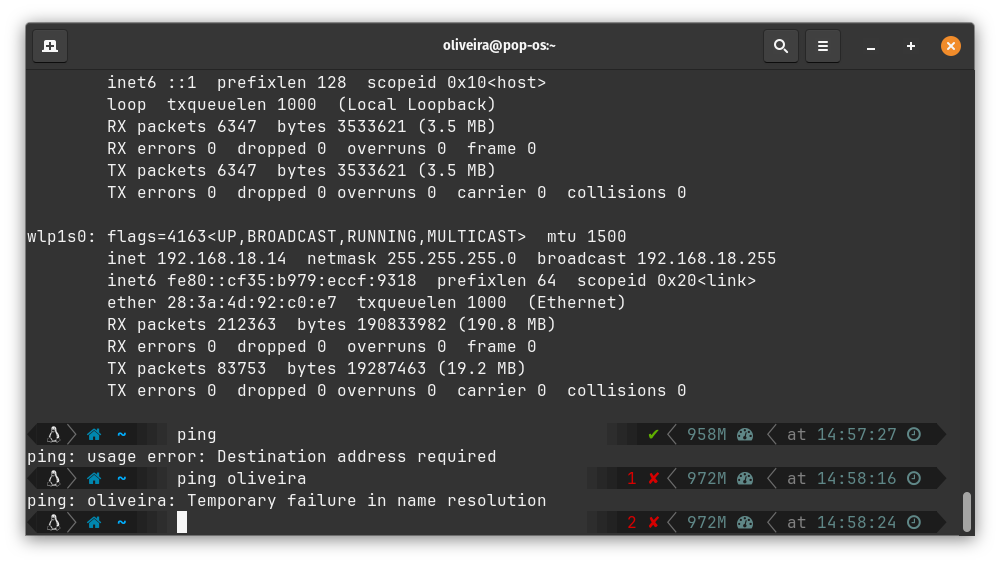 oliveira@pop-os:~
inet6 ::1  prefixlen 128  scopeid 0x10<host>
loop  txqueuelen 1000  (Local Loopback)
RX packets 6347  bytes 3533621 (3.5 MB)
RX errors 0  dropped 0  overruns 0  frame 0
TX packets 6347  bytes 3533621 (3.5 MB)
TX errors 0  dropped 0 overruns 0  carrier 0  collisions 0
wlp1s0: flags=4163<UP,BROADCAST,RUNNING,MULTICAST>  mtu 1500
inet 192.168.18.14  netmask 255.255.255.0  broadcast 192.168.18.255
inet6 fe80::cf35:b979:eccf:9318  prefixlen 64  scopeid 0x20<link>
ether 28:3a:4d:92:c0:e7  txqueuelen 1000  (Ethernet)
RX packets 212363  bytes 190833982 (190.8 MB)
RX errors 0  dropped 0  overruns 0  frame 0
TX packets 83753  bytes 19287463 (19.2 MB)
TX errors 0  dropped 0 overruns 0  carrier 0  collisions 0
~ ping ✔ 958M at 14:57:27
ping: usage error: Destination address required
~ ping oliveira 1 ✘ 972M at 14:58:16
ping: oliveira: Temporary failure in name resolution
~ 2 ✘ 972M at 14:58:24